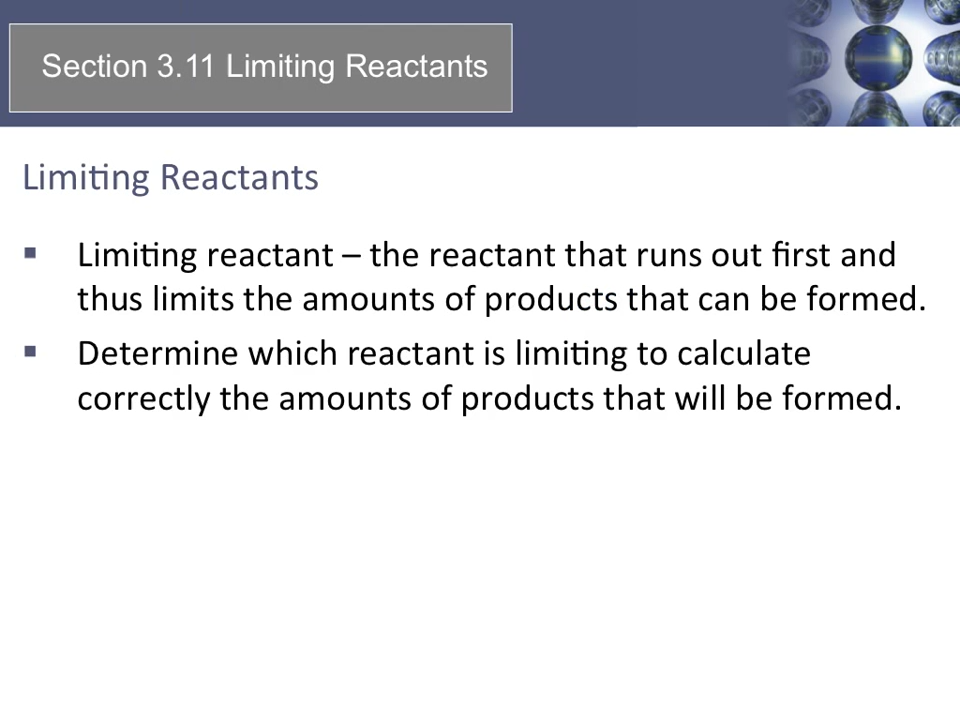 Section 3.11 Limiting Reactants
Limiting Reactants
▪ Limiting reactant – the reactant that runs out first and
thus limits the amounts of products that can be formed.
▪ Determine which reactant is limiting to calculate
correctly the amounts of products that will be formed.